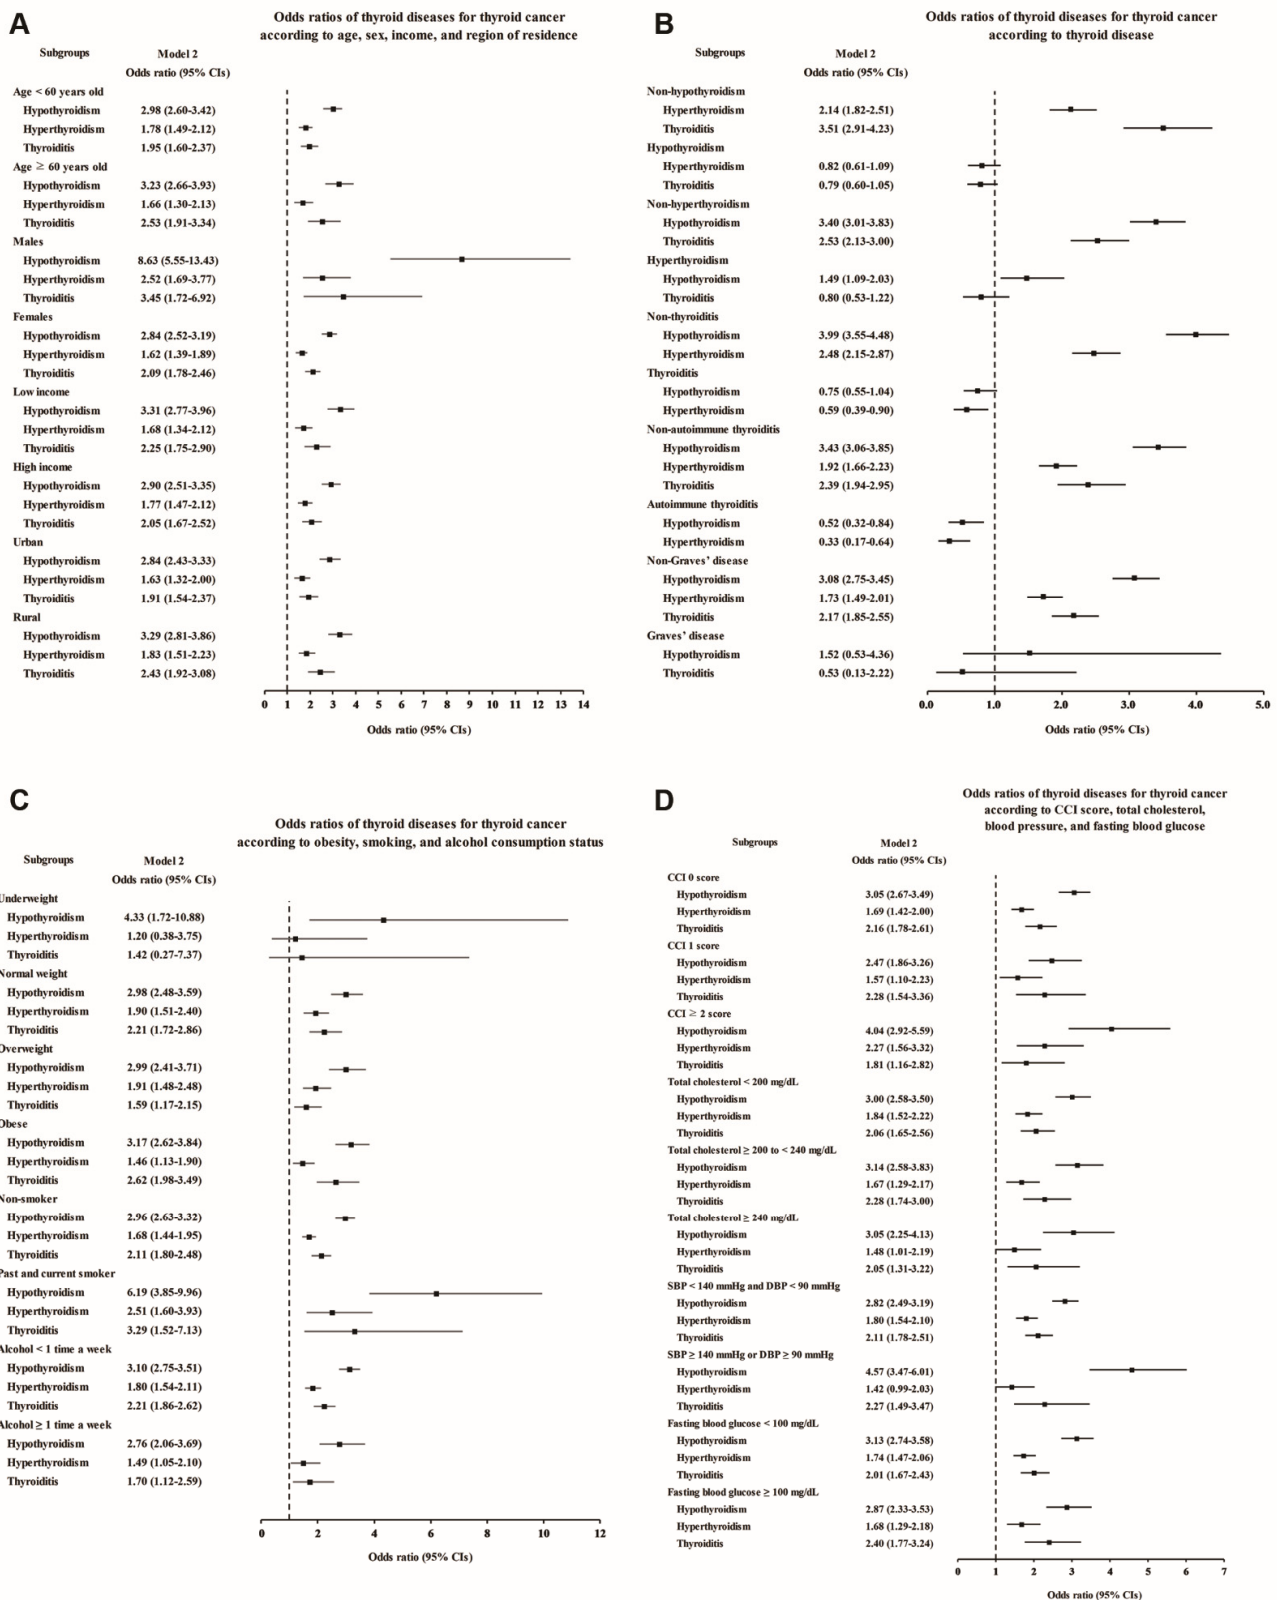 A
Odds ratios of thyroid diseases for thyroid cancer
according to age, sex, income, and region of residence
Subgroups Model 2
Odds ratio (95% CIs)
Age < 60 years old
Hypothyroidism 2.98 (2.60-3.42)
Hyperthyroidism 1.78 (1.49-2.12)
Thyroiditis 1.95 (1.60-2.37)
Age ≥ 60 years old
Hypothyroidism 3.23 (2.66-3.93)
Hyperthyroidism 1.66 (1.30-2.13)
Thyroiditis 2.53 (1.91-3.34)
Males
Hypothyroidism 8.63 (5.55-13.43)
Hyperthyroidism 2.52 (1.69-3.77)
Thyroiditis 3.45 (1.72-6.92)
Females
Hypothyroidism 2.84 (2.52-3.19)
Hyperthyroidism 1.62 (1.39-1.89)
Thyroiditis 2.09 (1.78-2.46)
Low income
Hypothyroidism 3.31 (2.77-3.96)
Hyperthyroidism 1.68 (1.34-2.12)
Thyroiditis 2.25 (1.75-2.90)
High income
Hypothyroidism 2.90 (2.51-3.35)
Hyperthyroidism 1.77 (1.47-2.12)
Thyroiditis 2.05 (1.67-2.52)
Urban
Hypothyroidism 2.84 (2.43-3.33)
Hyperthyroidism 1.63 (1.32-2.00)
Thyroiditis 1.91 (1.54-2.37)
Rural
Hypothyroidism 3.29 (2.81-3.86)
Hyperthyroidism 1.83 (1.51-2.23)
Thyroiditis 2.43 (1.92-3.08)
0 1 2 3 4 5 6 7 8 9 10 11 12 13 14
Odds ratio (95% CIs)
B
Odds ratios of thyroid diseases for thyroid cancer
according to thyroid disease
Subgroups Model 2
Odds ratio (95% CIs)
Non-hypothyroidism
Hyperthyroidism 2.14 (1.82-2.51)
Thyroiditis 3.51 (2.91-4.23)
Hypothyroidism
Hyperthyroidism 0.82 (0.61-1.09)
Thyroiditis 0.79 (0.60-1.05)
Non-hyperthyroidism
Hypothyroidism 3.40 (3.01-3.83)
Thyroiditis 2.53 (2.13-3.00)
Hyperthyroidism
Hypothyroidism 1.49 (1.09-2.03)
Thyroiditis 0.80 (0.53-1.22)
Non-thyroiditis
Hypothyroidism 3.99 (3.55-4.48)
Hyperthyroidism 2.48 (2.15-2.87)
Thyroiditis
Hypothyroidism 0.75 (0.55-1.04)
Hyperthyroidism 0.59 (0.39-0.90)
Non-autoimmune thyroiditis
Hypothyroidism 3.43 (3.06-3.85)
Hyperthyroidism 1.92 (1.66-2.23)
Thyroiditis 2.39 (1.94-2.95)
Autoimmune thyroiditis
Hypothyroidism 0.52 (0.32-0.84)
Hyperthyroidism 0.33 (0.17-0.64)
Non-Graves' disease
Hypothyroidism 3.08 (2.75-3.45)
Hyperthyroidism 1.73 (1.49-2.01)
Thyroiditis 2.17 (1.85-2.55)
Graves' disease
Hypothyroidism 1.52 (0.53-4.36)
Thyroiditis 0.53 (0.13-2.22)
0.0 1.0 2.0 3.0 4.0 5.0
Odds ratio (95% CIs)
C
Odds ratios of thyroid diseases for thyroid cancer
according to obesity, smoking, and alcohol consumption status
Subgroups Model 2
Odds ratio (95% CIs)
Underweight
Hypothyroidism 4.33 (1.72-10.88)
Hyperthyroidism 1.20 (0.38-3.75)
Thyroiditis 1.42 (0.27-7.37)
Normal weight
Hypothyroidism 2.98 (2.48-3.59)
Hyperthyroidism 1.90 (1.51-2.40)
Thyroiditis 2.21 (1.72-2.86)
Overweight
Hypothyroidism 2.99 (2.41-3.71)
Hyperthyroidism 1.91 (1.48-2.48)
Thyroiditis 1.59 (1.17-2.15)
Obese
Hypothyroidism 3.17 (2.62-3.84)
Hyperthyroidism 1.46 (1.13-1.90)
Thyroiditis 2.62 (1.98-3.49)
Non-smoker
Hypothyroidism 2.96 (2.63-3.32)
Hyperthyroidism 1.68 (1.44-1.95)
Thyroiditis 2.11 (1.80-2.48)
Past and current smoker
Hypothyroidism 6.19 (3.85-9.96)
Hyperthyroidism 2.51 (1.60-3.93)
Thyroiditis 3.29 (1.52-7.13)
Alcohol < 1 time a week
Hypothyroidism 3.10 (2.75-3.51)
Hyperthyroidism 1.80 (1.54-2.11)
Thyroiditis 2.21 (1.86-2.62)
Alcohol ≥ 1 time a week
Hypothyroidism 2.76 (2.06-3.69)
Hyperthyroidism 1.49 (1.05-2.10)
Thyroiditis 1.70 (1.12-2.59)
0 2 4 6 8 10 12
Odds ratio (95% CIs)
D
Odds ratios of thyroid diseases for thyroid cancer
according to CCI score, total cholesterol,
blood pressure, and fasting blood glucose
Subgroups Model 2
Odds ratio (95% CIs)
CCI 0 score
Hypothyroidism 3.05 (2.67-3.49)
Hyperthyroidism 1.69 (1.42-2.00)
Thyroiditis 2.16 (1.78-2.61)
CCI 1 score
Hypothyroidism 2.47 (1.86-3.26)
Hyperthyroidism 1.57 (1.10-2.23)
Thyroiditis 2.28 (1.54-3.36)
CCI ≥ 2 score
Hypothyroidism 4.04 (2.92-5.59)
Hyperthyroidism 2.27 (1.56-3.32)
Thyroiditis 1.81 (1.16-2.82)
Total cholesterol < 200 mg/dL
Hypothyroidism 3.00 (2.58-3.50)
Hyperthyroidism 1.84 (1.52-2.22)
Thyroiditis 2.06 (1.65-2.56)
Total cholesterol ≥ 200 to < 240 mg/dL
Hypothyroidism 3.14 (2.58-3.83)
Hyperthyroidism 1.67 (1.29-2.17)
Thyroiditis 2.28 (1.74-3.00)
Total cholesterol ≥ 240 mg/dL
Hypothyroidism 3.05 (2.25-4.13)
Hyperthyroidism 1.48 (1.01-2.19)
Thyroiditis 2.05 (1.31-3.22)
SBP < 140 mmHg and DBP < 90 mmHg
Hypothyroidism 2.82 (2.49-3.19)
Hyperthyroidism 1.80 (1.54-2.10)
Thyroiditis 2.11 (1.78-2.51)
SBP ≥ 140 mmHg or DBP ≥ 90 mmHg
Hypothyroidism 4.57 (3.47-6.01)
Hyperthyroidism 1.42 (0.99-2.03)
Thyroiditis 2.27 (1.49-3.47)
Fasting blood glucose < 100 mg/dL
Hypothyroidism 3.13 (2.74-3.58)
Hyperthyroidism 1.74 (1.47-2.06)
Thyroiditis 2.01 (1.67-2.43)
Fasting blood glucose ≥ 100 mg/dL
Hypothyroidism 2.87 (2.33-3.53)
Hyperthyroidism 1.68 (1.29-2.18)
Thyroiditis 2.40 (1.77-3.24)
0 1 2 3 4 5 6 7
Odds ratio (95% CIs)